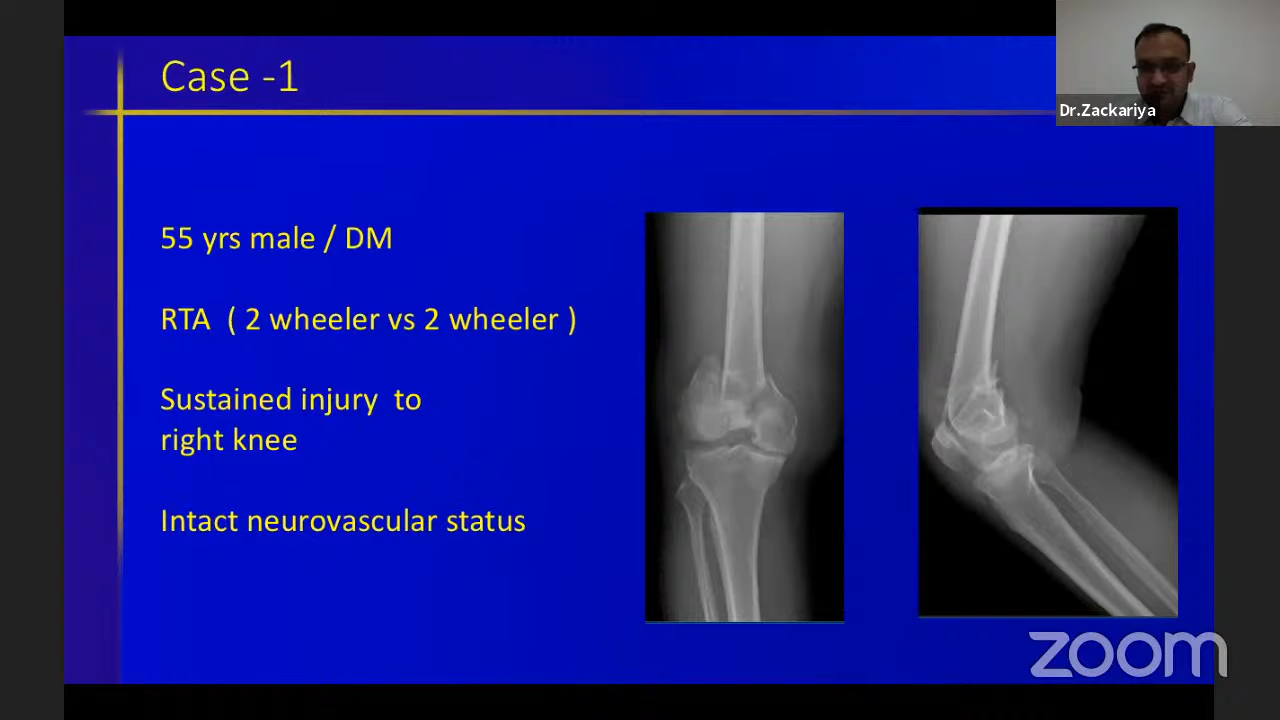 Case -1
Dr.Zackariya
55 yrs male / DM
RTA ( 2 wheeler vs 2 wheeler )
Sustained injury to
right knee
Intact neurovascular status
zoom